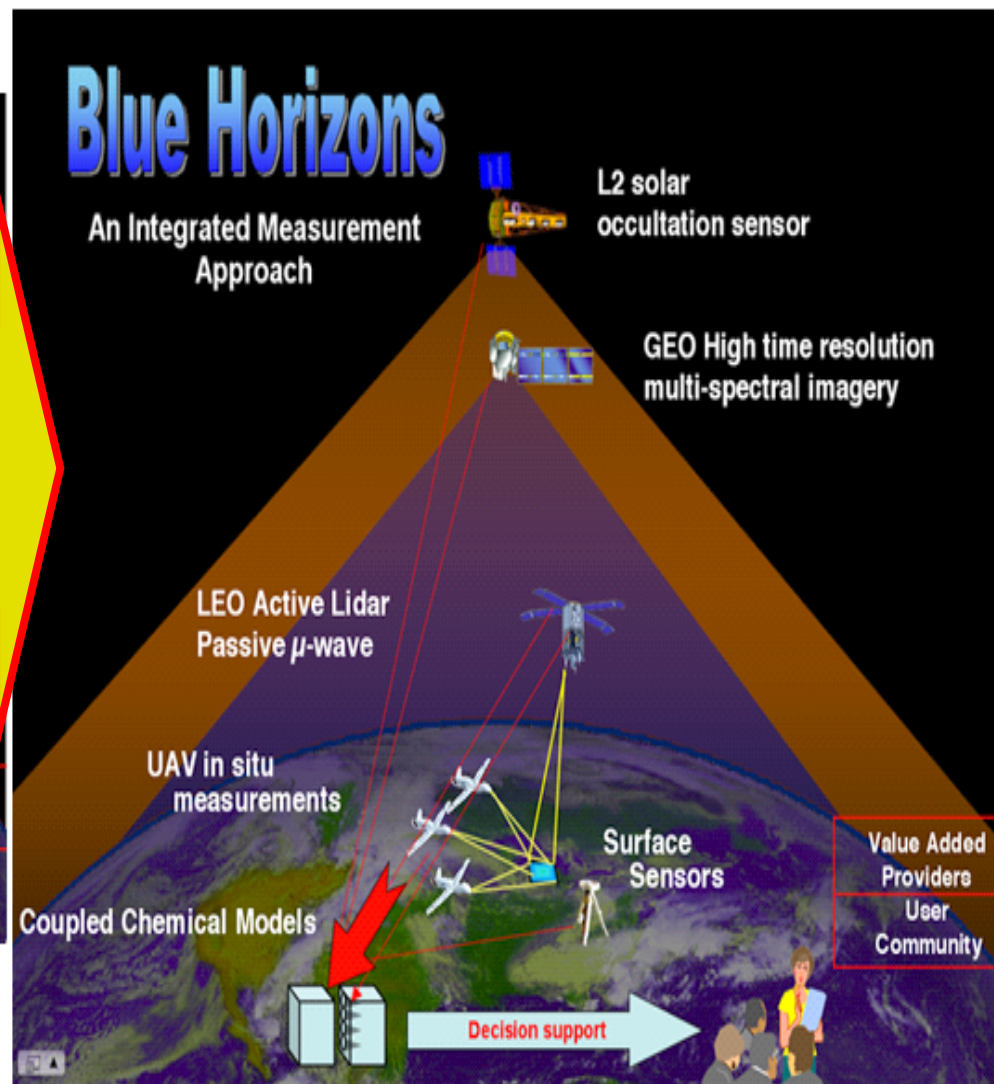 Blue Horizons
An Integrated Measurement
Approach
L2 solar
occultation sensor
GEO High time resolution
multi-spectral imagery
LEO Active Lidar
Passive µ-wave
UAV in situ
measurements
Surface
Sensors
Value Added
Providers
User
Community
Coupled Chemical Models
Decision support